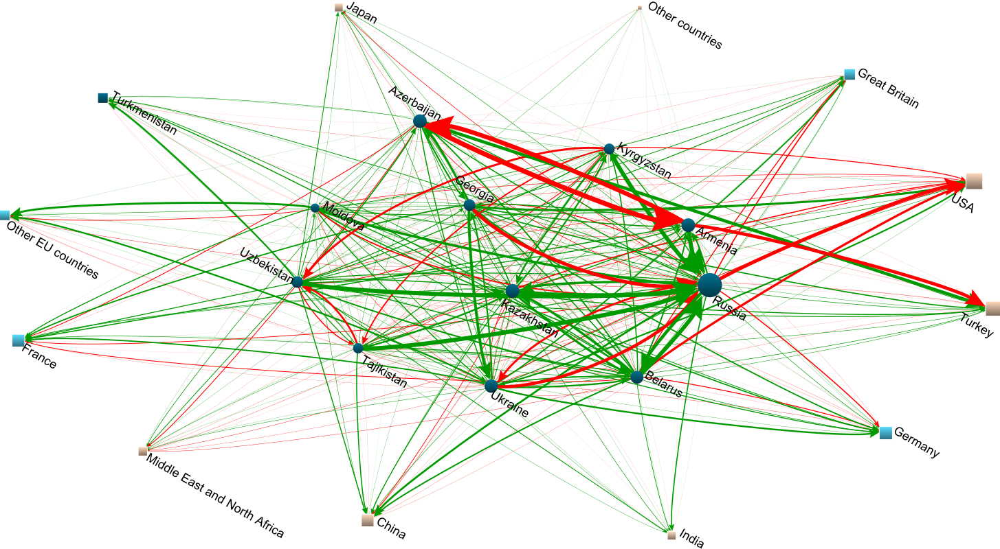 Japan
Other countries
Great Britain
Turkmenistan
Azerbaijan
Kyrgyzstan
Georgia
USA
Moldova
Armenia
Other EU countries
Uzbekistan
Russia
Kazakhstan
Turkey
France
Tajikistan
Belarus
Ukraine
Germany
Middle East and North Africa
China
India